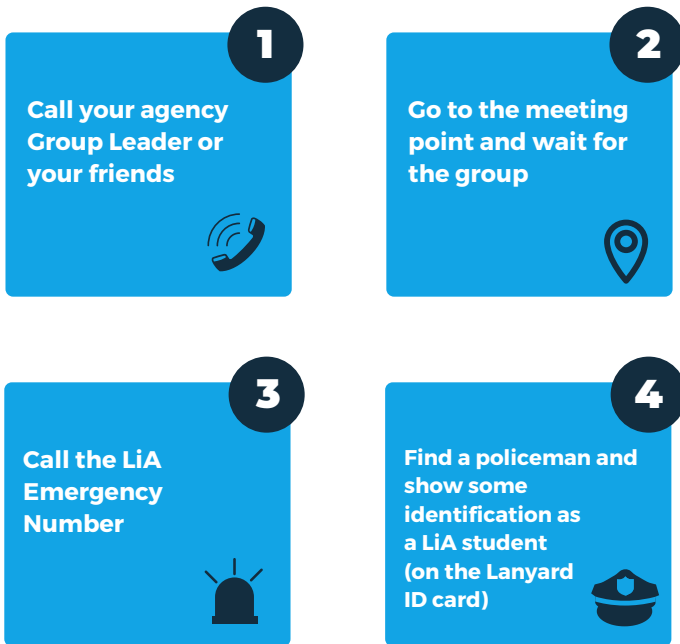 1
Call your agency
Group Leader or
your friends
2
Go to the meeting
point and wait for
the group
3
Call the LiA
Emergency
Number
4
Find a policeman and
show some
identification as
a LiA student
(on the Lanyard
ID card)